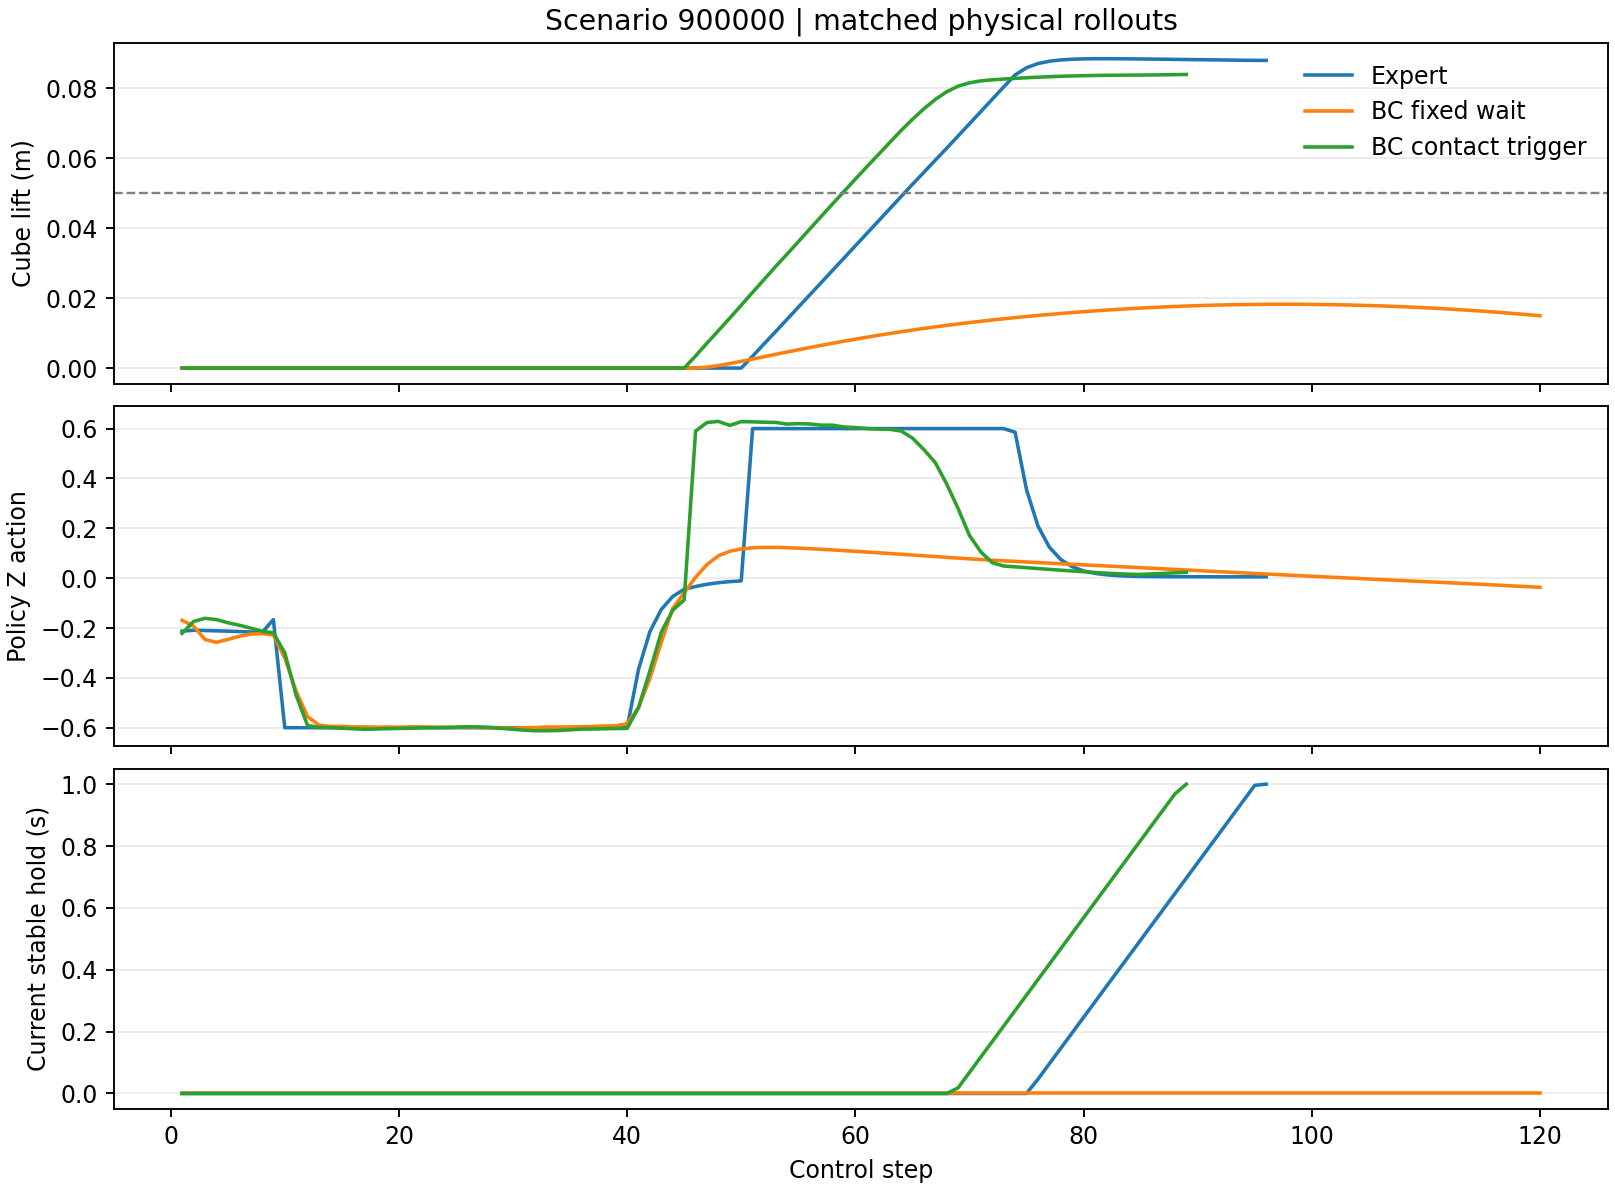 Scenario 900000 | matched physical rollouts
Cube lift (m)
0.08
0.06
0.04
0.02
0.00
Expert
BC fixed wait
BC contact trigger
Policy Z action
0.6
0.4
0.2
0.0
−0.2
−0.4
−0.6
Current stable hold (s)
1.0
0.8
0.6
0.4
0.2
0.0
0 20 40 60 80 100 120
Control step